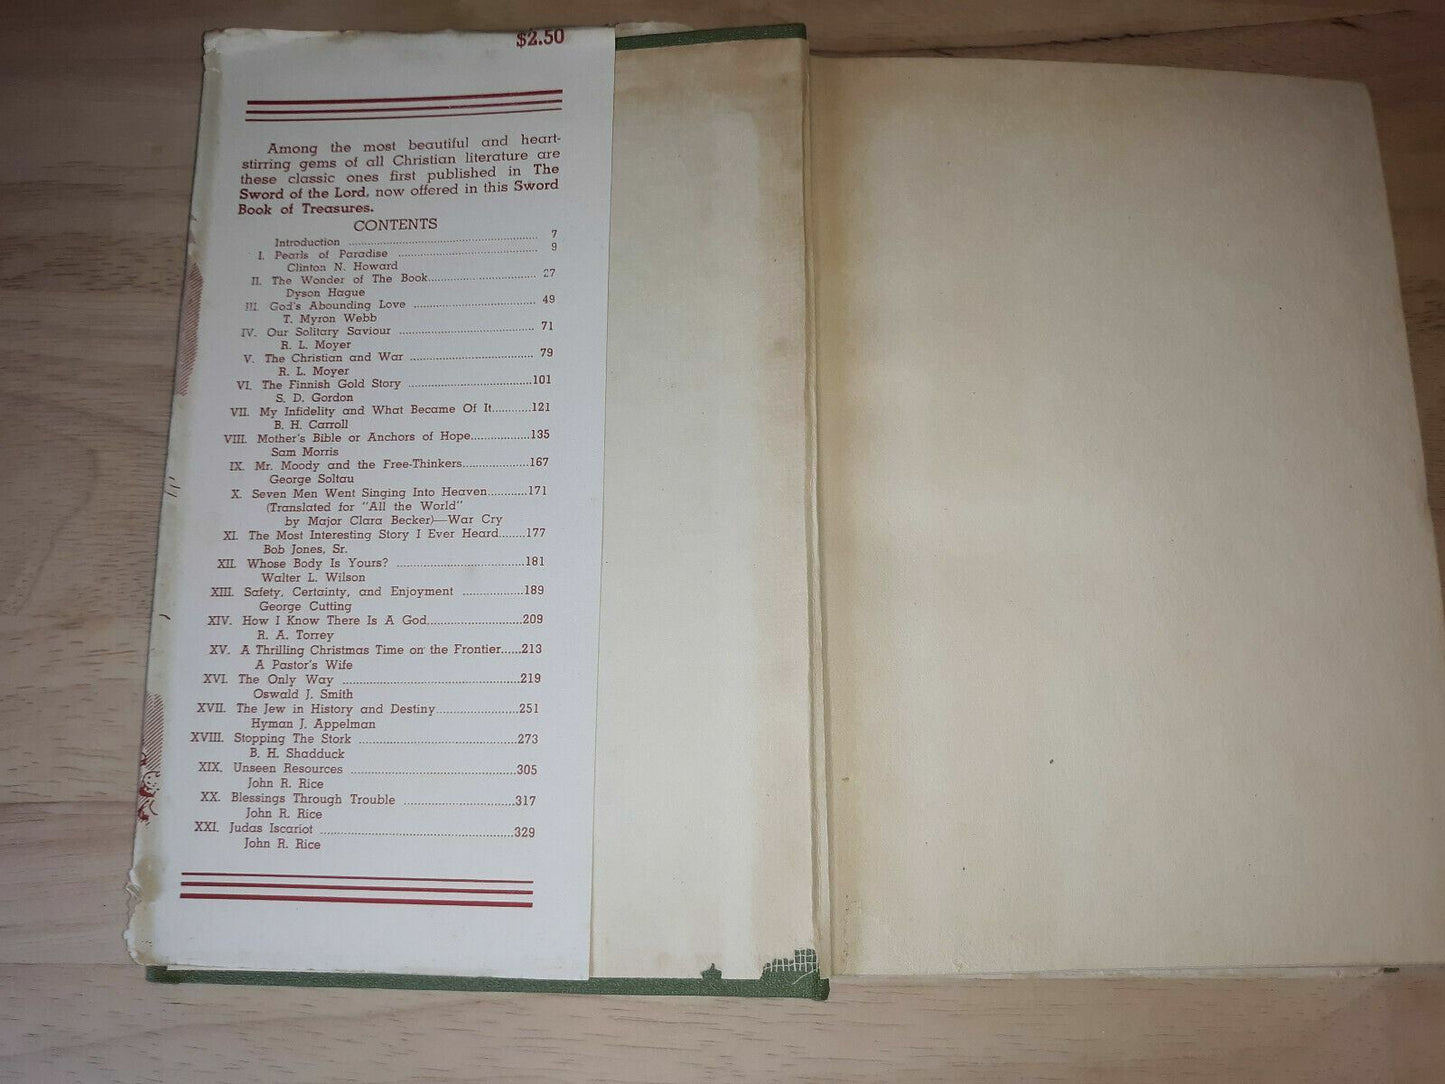 $2.50
Among the most beautiful and heart-
stirring gems of all Christian literature are
these classic ones first published in The
Sword of the Lord, now offered in this Sword
Book of Treasures.
CONTENTS
Introduction ........ 7
I. Pearls of Paradise ........ 9
Clinton N. Howard
II. The Wonder of The Book ........ 27
Dyson Hague
III. God's Abounding Love ........ 49
T. Myron Webb
IV. Our Solitary Saviour ........ 71
R. L. Moyer
V. The Christian and War ........ 79
R. L. Moyer
VI. The Finnish Gold Story ........ 101
S. D. Gordon
VII. My Infidelity and What Became Of It ........ 121
B. H. Carroll
VIII. Mother's Bible or Anchors of Hope ........ 135
Sam Morris
IX. Mr. Moody and the Free-Thinkers ........ 167
George Soltau
X. Seven Men Went Singing Into Heaven ........ 171
(Translated for "All the World"
by Major Clara Becker)—War Cry
XI. The Most Interesting Story I Ever Heard ........ 177
Bob Jones, Sr.
XII. Whose Body Is Yours? ........ 181
Walter L. Wilson
XIII. Safety, Certainty, and Enjoyment ........ 189
George Cutting
XIV. How I Know There Is A God ........ 209
R. A. Torrey
XV. A Thrilling Christmas Time on the Frontier ........ 213
A Pastor's Wife
XVI. The Only Way ........ 219
Oswald J. Smith
XVII. The Jew in History and Destiny ........ 251
Hyman J. Appelman
XVIII. Stopping The Stork ........ 273
B. H. Shadduck
XIX. Unseen Resources ........ 305
John R. Rice
XX. Blessings Through Trouble ........ 317
John R. Rice
XXI. Judas Iscariot ........ 329
John R. Rice